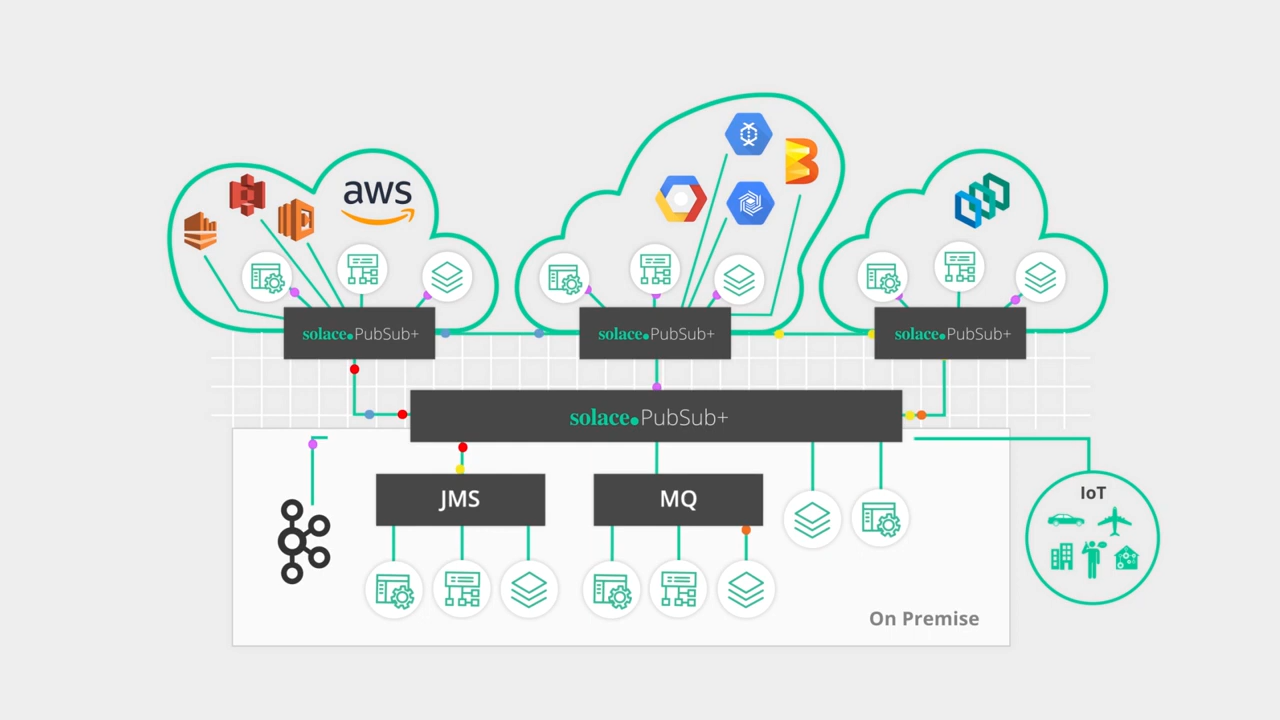 aws
solace.PubSub+
solace.PubSub+
solace.PubSub+
solace.PubSub+
JMS
MQ
IoT
On Premise